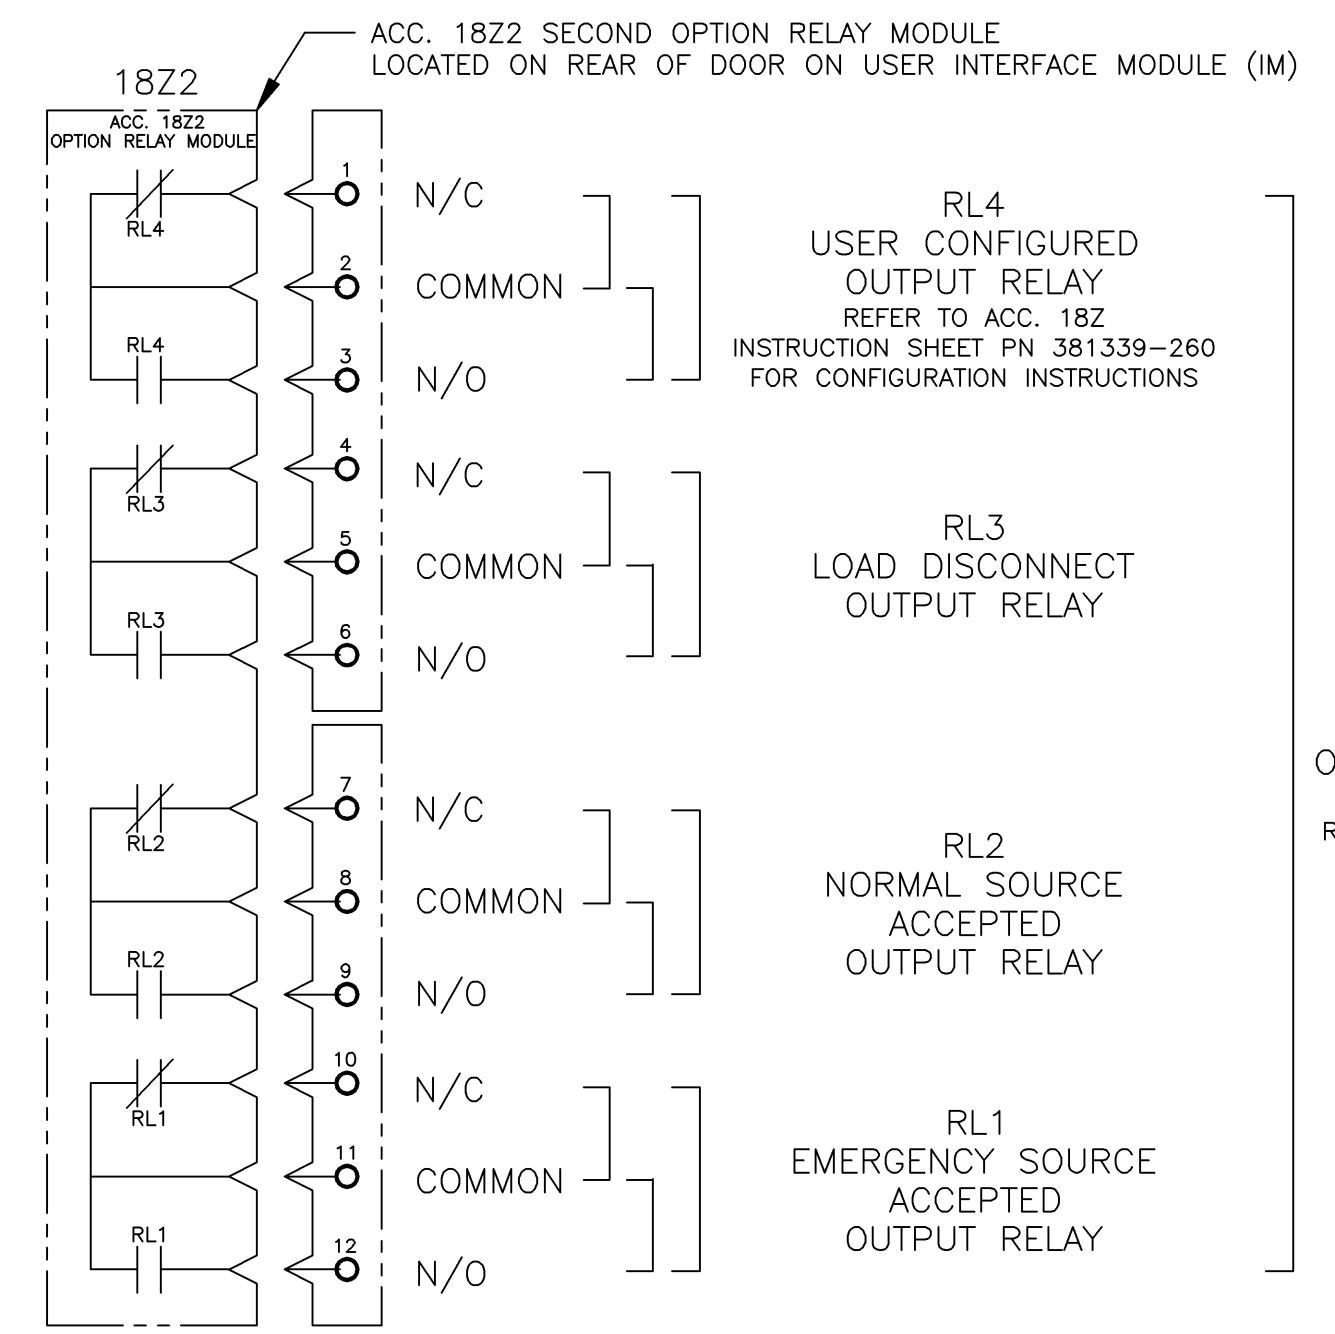 ACC. 18Z2 SECOND OPTION RELAY MODULE
LOCATED ON REAR OF DOOR ON USER INTERFACE MODULE (IM)
18Z2
ACC. 18Z2
OPTION RELAY MODULE
RL4
RL4
RL3
RL3
RL2
RL2
RL1
RL1
1
N/C
2
COMMON
3
N/O
RL4
USER CONFIGURED
OUTPUT RELAY
REFER TO ACC. 18Z
INSTRUCTION SHEET PN 381339-260
FOR CONFIGURATION INSTRUCTIONS
4
N/C
5
COMMON
6
N/O
RL3
LOAD DISCONNECT
OUTPUT RELAY
7
N/C
8
COMMON
9
N/O
RL2
NORMAL SOURCE
ACCEPTED
OUTPUT RELAY
10
N/C
11
COMMON
12
N/O
RL1
EMERGENCY SOURCE
ACCEPTED
OUTPUT RELAY